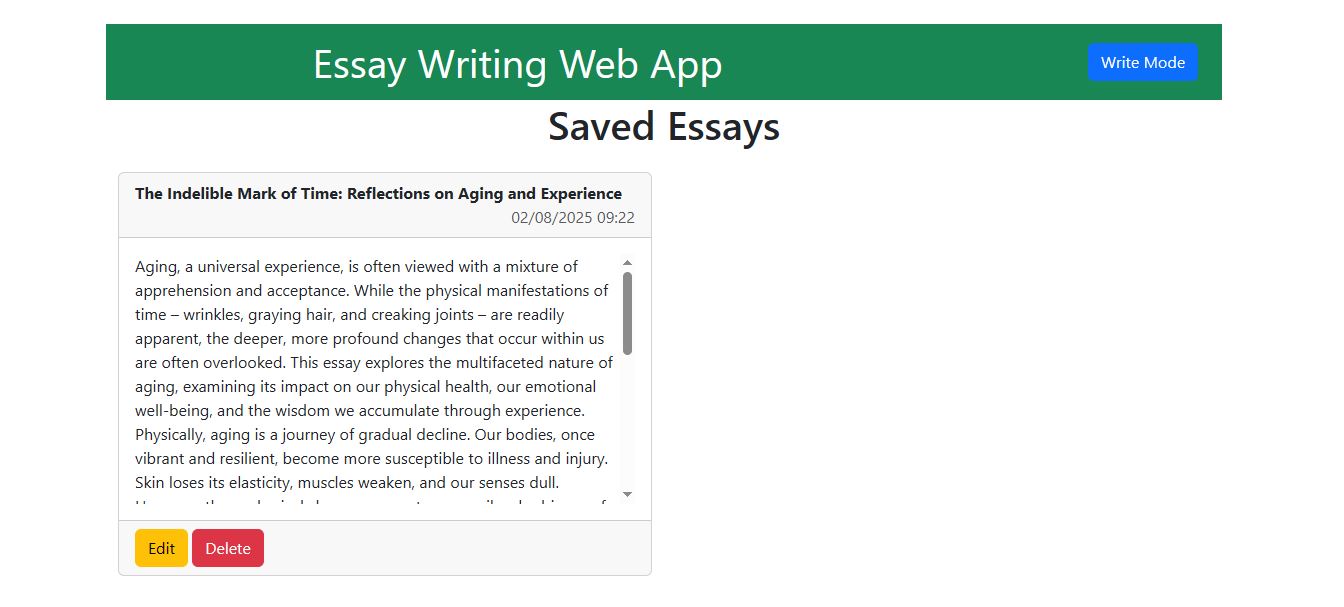 Essay Writing Web App
Write Mode
Saved Essays
The Indelible Mark of Time: Reflections on Aging and Experience
02/08/2025 09:22
Aging, a universal experience, is often viewed with a mixture of
apprehension and acceptance. While the physical manifestations of
time – wrinkles, graying hair, and creaking joints – are readily
apparent, the deeper, more profound changes that occur within us
are often overlooked. This essay explores the multifaceted nature of
aging, examining its impact on our physical health, our emotional
well-being, and the wisdom we accumulate through experience.
Physically, aging is a journey of gradual decline. Our bodies, once
vibrant and resilient, become more susceptible to illness and injury.
Skin loses its elasticity, muscles weaken, and our senses dull.
Edit
Delete